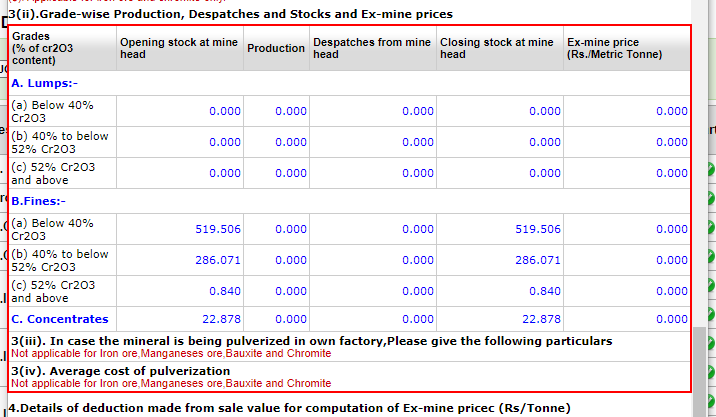 3(ii).Grade-wise Production, Despatches and Stocks and Ex-mine prices
Grades
(% of cr2O3
content)
Opening stock at mine
head
Production
Despatches from mine
head
Closing stock at mine
head
Ex-mine price
(Rs./Metric Tonne)
A. Lumps:-
(a) Below 40%
Cr2O3
0.000 0.000 0.000 0.000 0.000
(b) 40% to below
52% Cr2O3
0.000 0.000 0.000 0.000 0.000
(c) 52% Cr2O3
and above
0.000 0.000 0.000 0.000 0.000
B.Fines:-
(a) Below 40%
Cr2O3
519.506 0.000 0.000 519.506 0.000
(b) 40% to below
52% Cr2O3
286.071 0.000 0.000 286.071 0.000
(c) 52% Cr2O3
and above
0.840 0.000 0.000 0.840 0.000
C. Concentrates 22.878 0.000 0.000 22.878 0.000
3(iii). In case the mineral is being pulverized in own factory,Please give the following particulars
Not applicable for Iron ore,Manganeses ore,Bauxite and Chromite
3(iv). Average cost of pulverization
Not applicable for Iron ore,Manganeses ore,Bauxite and Chromite
4.Details of deduction made from sale value for computation of Ex-mine pricec (Rs/Tonne)